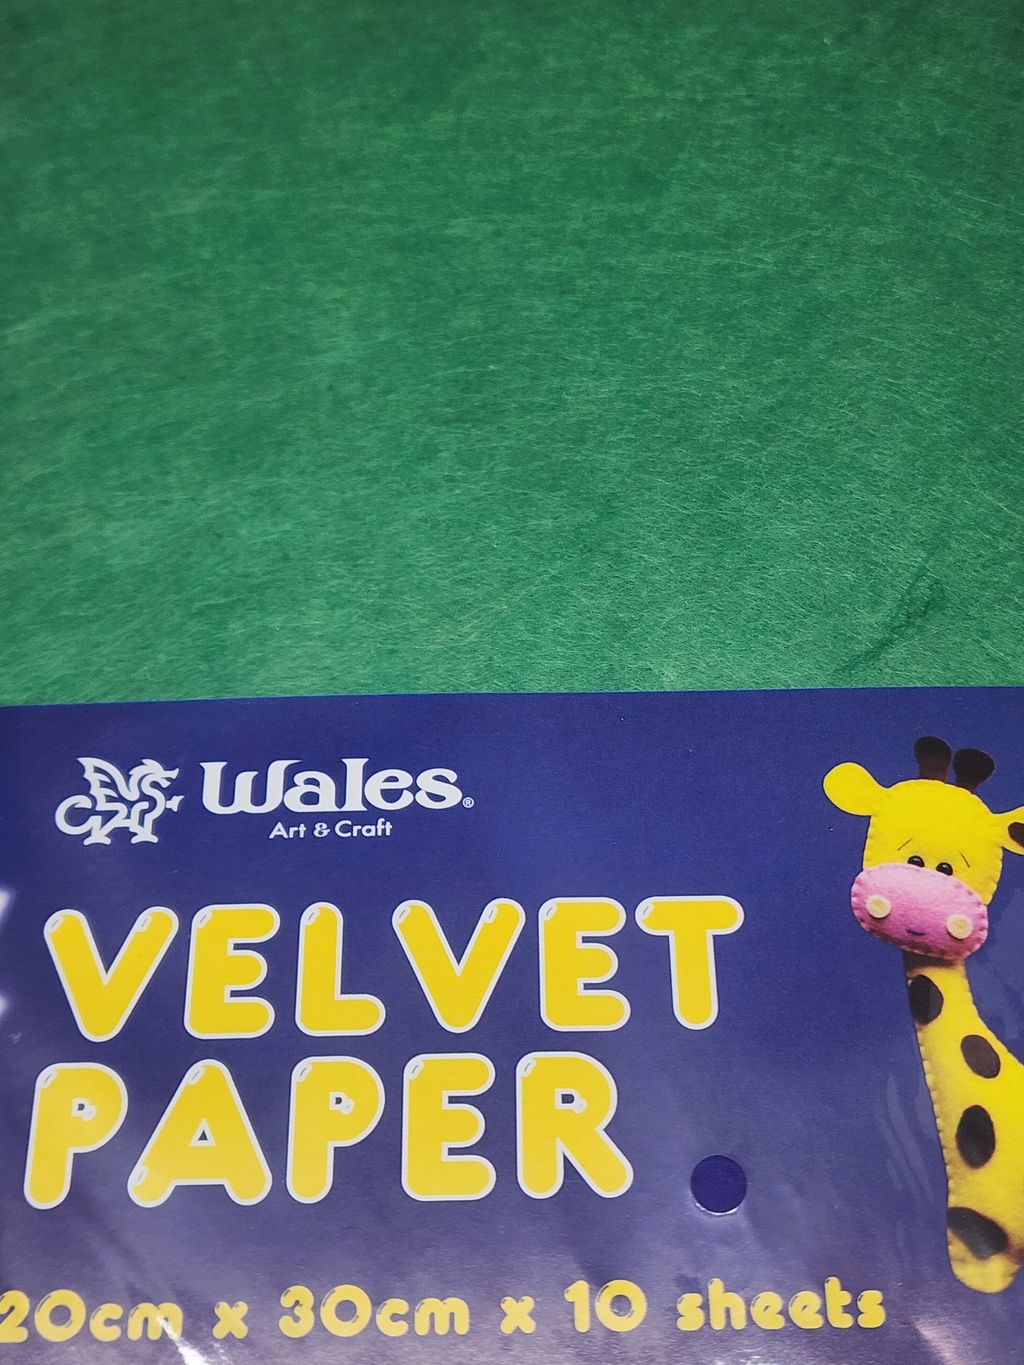 Wales®
Art & Craft
VELVET
PAPER
20cm x 30cm x 10 sheets